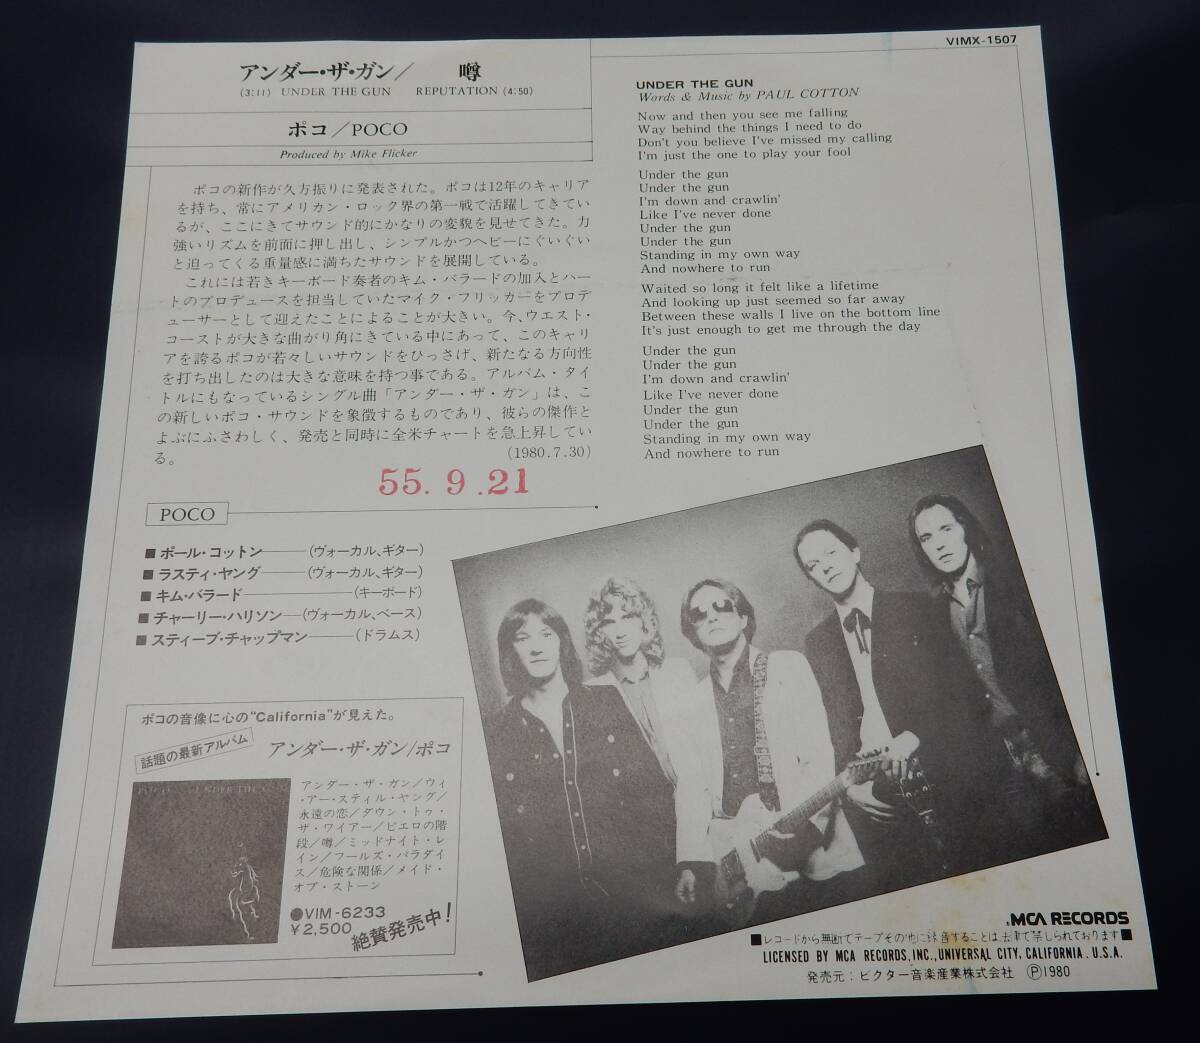 VIMX-1507
アンダー・ザ・ガン/ 噂
(3:11) UNDER THE GUN REPUTATION (4:50)
ポコ/POCO
Produced by Mike Flicker
ポコの新作が久方振りに発表された。ポコは12年のキャリア
を持ち、常にアメリカン・ロック界の第一戦で活躍してきてい
るが、ここにきてサウンド的にかなりの変貌を見せてきた。力
強いリズムを前面に押し出し、シンプルかつヘビーにぐいぐい
と迫ってくる重量感に満ちたサウンドを展開している。
これには若きキーボード奏者のキム・バラードの加入とハー
トのプロデュースを担当していたマイク・フリッカーをプロデ
ューサーとして迎えたことによることが大きい。今、ウエスト・
コーストが大きな曲がり角にきている中にあって、このキャリ
アを誇るポコが若々しいサウンドをひっさげ、新たなる方向性
を打ち出したのは大きな意味を持つ事である。アルバム・タイ
トルにもなっているシングル曲「アンダー・ザ・ガン」は、こ
の新しいポコ・サウンドを象徴するものであり、彼らの傑作と
よぶにふさわしく、発売と同時に全米チャートを急上昇してい
る。
(1980.7.30)
55.9.21
POCO
■ポール・コットン――(ヴォーカル、ギター)
■ラスティ・ヤング――(ヴォーカル、ギター)
■キム・バラード――(キーボード)
■チャーリー・ハリソン―(ヴォーカル、ベース)
■スティーブ・チャップマン――(ドラムス)
ポコの音像に心の"California"が見えた。
話題の最新アルバム
アンダー・ザ・ガン/ポコ
POCO UNDER THE GUN
アンダー・ザ・ガン/ウィ
・アー・スティル・ヤング/
永遠の恋/ダウン・トゥ・
ザ・ワイアー/ピエロの階
段/噂/ミッドナイト・レ
イン/フールズ・パラダイ
ス/危険な関係/メイド・
オブ・ストーン
●VIM-6233
¥2,500
絶賛発売中!
UNDER THE GUN
Words & Music by PAUL COTTON
Now and then you see me falling
Way behind the things I need to do
Don't you believe I've missed my calling
I'm just the one to play your fool
Under the gun
Under the gun
I'm down and crawlin'
Like I've never done
Under the gun
Under the gun
Standing in my own way
And nowhere to run
Waited so long it felt like a lifetime
And looking up just seemed so far away
Between these walls I live on the bottom line
It's just enough to get me through the day
Under the gun
Under the gun
I'm down and crawlin'
Like I've never done
Under the gun
Under the gun
Standing in my own way
And nowhere to run
MCA RECORDS
■レコードから無断でテープその他に録音することは法律で禁じられております■
LICENSED BY MCA RECORDS, INC., UNIVERSAL CITY, CALIFORNIA. U.S.A.
発売元:ビクター音楽産業株式会社 Ⓟ1980